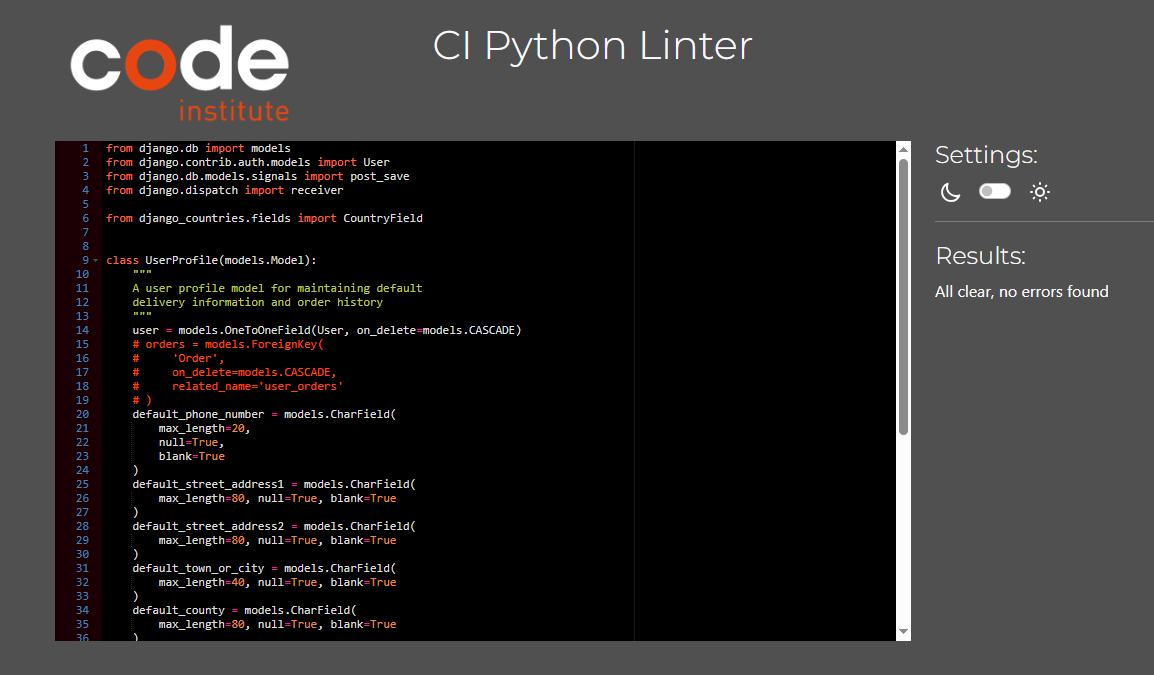 code
institute
CI Python Linter
1 from django.db import models
2 from django.contrib.auth.models import User
3 from django.db.models.signals import post_save
4 from django.dispatch import receiver
5
6 from django_countries.fields import CountryField
7
8
9 class UserProfile(models.Model):
10     """
11     A user profile model for maintaining default
12     delivery information and order history
13     """
14     user = models.OneToOneField(User, on_delete=models.CASCADE)
15     # orders = models.ForeignKey(
16     #     'Order',
17     #     on_delete=models.CASCADE,
18     #     related_name='user_orders'
19     # )
20     default_phone_number = models.CharField(
21         max_length=20,
22         null=True,
23         blank=True
24     )
25     default_street_address1 = models.CharField(
26         max_length=80, null=True, blank=True
27     )
28     default_street_address2 = models.CharField(
29         max_length=80, null=True, blank=True
30     )
31     default_town_or_city = models.CharField(
32         max_length=40, null=True, blank=True
33     )
34     default_county = models.CharField(
35         max_length=80, null=True, blank=True
36     )
Settings:
Results:
All clear, no errors found